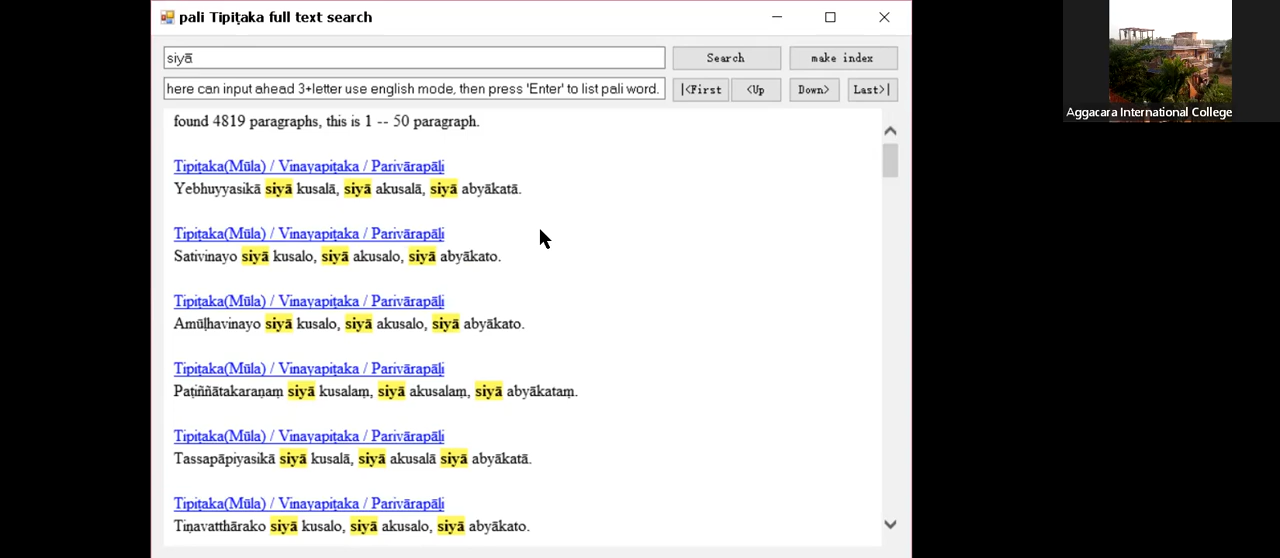 pali Tipiṭaka full text search
siyā
Search
make index
here can input ahead 3+letter use english mode, then press 'Enter' to list pali word.
|<First
<Up
Down>
Last>|
found 4819 paragraphs, this is 1 -- 50 paragraph.
Tipiṭaka(Mūla) / Vinayapiṭaka / Parivārapāḷi
Yebhuyyasikā siyā kusalā, siyā akusalā, siyā abyākatā.
Tipiṭaka(Mūla) / Vinayapiṭaka / Parivārapāḷi
Sativinayo siyā kusalo, siyā akusalo, siyā abyākato.
Tipiṭaka(Mūla) / Vinayapiṭaka / Parivārapāḷi
Amūḷhavinayo siyā kusalo, siyā akusalo, siyā abyākato.
Tipiṭaka(Mūla) / Vinayapiṭaka / Parivārapāḷi
Paṭiññātakaraṇaṃ siyā kusalaṃ, siyā akusalaṃ, siyā abyākataṃ.
Tipiṭaka(Mūla) / Vinayapiṭaka / Parivārapāḷi
Tassapāpiyasikā siyā kusalā, siyā akusalā siyā abyākatā.
Tipiṭaka(Mūla) / Vinayapiṭaka / Parivārapāḷi
Tiṇavatthārako siyā kusalo, siyā akusalo, siyā abyākato.
Aggacara International College